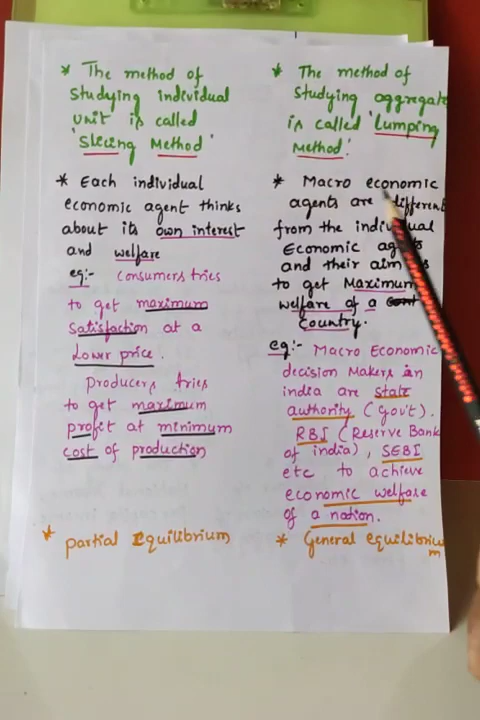 * The method of
studying individual
unit is called
'Slicing Method'
* Each individual
economic agent thinks
about its own interest
and welfare
eg:- consumers tries
to get maximum
satisfaction at a
lower price.
Producers tries
to get maximum
profit at minimum
cost of production
* partial equilibrium
* The method of
studying aggregate
is called 'Lumping
Method'.
* Macro economic
agents are different
from the individual
Economic agents
and their aim is
to get Maximum
welfare of a
Country.
eg:- Macro Economic
decision Makers in
india are state
authority (gov't).
RBI (Reserve Bank
of india), SEBI
etc to achieve
economic welfare
of a nation.
* General equilibriu
m